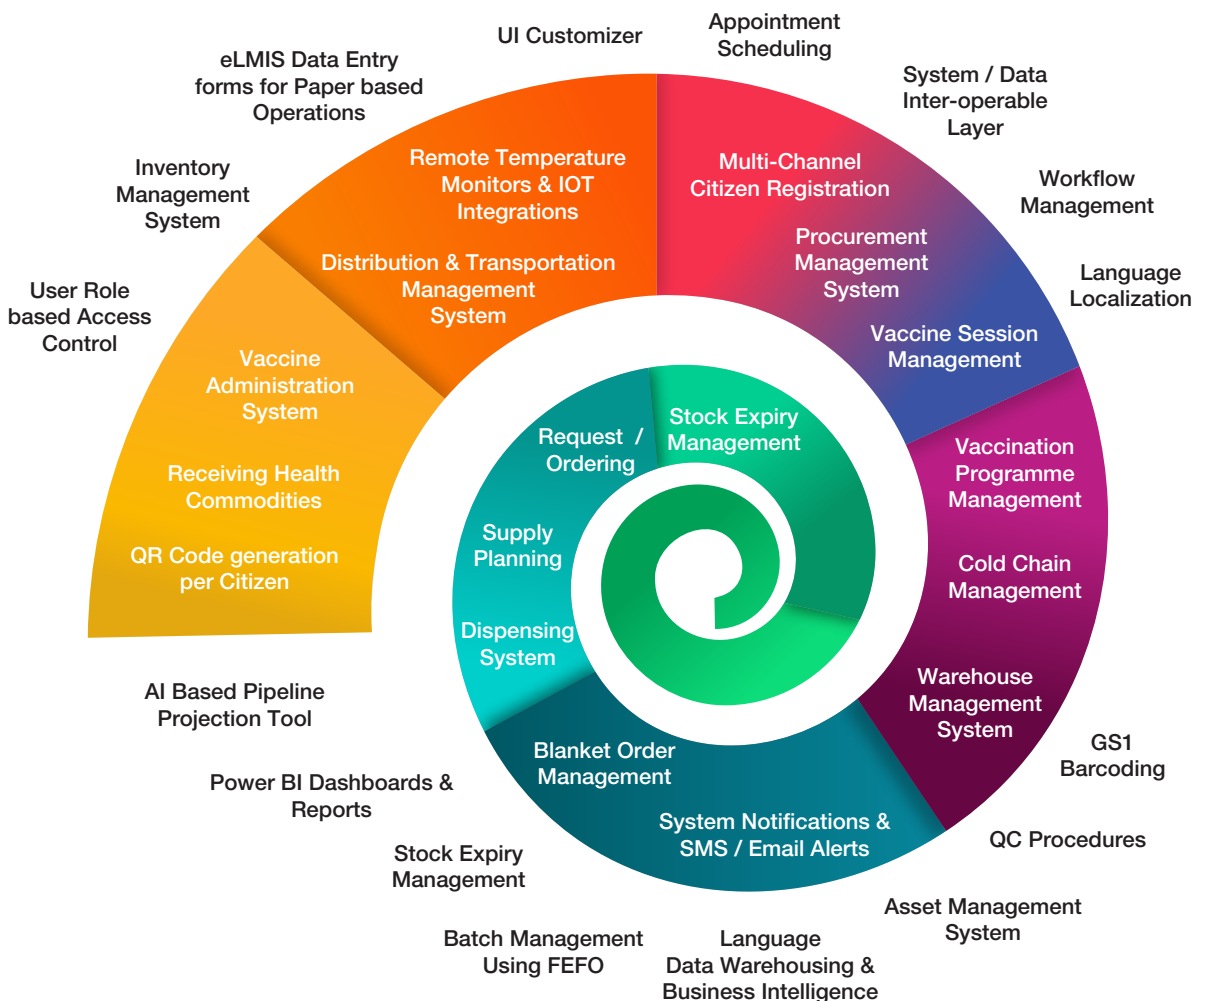 UI Customizer
Appointment
Scheduling
eLMIS Data Entry
forms for Paper based
Operations
System / Data
Inter-operable
Layer
Inventory
Management
System
Workflow
Management
User Role
based Access
Control
Language
Localization
Remote Temperature
Monitors & IOT
Integrations
Distribution & Transportation
Management
System
Multi-Channel
Citizen Registration
Procurement
Management
System
Vaccine Session
Management
Vaccine
Administration
System
Receiving Health
Commodities
QR Code generation
per Citizen
Request /
Ordering
Supply
Planning
Dispensing
System
Stock Expiry
Management
Vaccination
Programme
Management
Cold Chain
Management
Warehouse
Management
System
Blanket Order
Management
System Notifications &
SMS / Email Alerts
AI Based Pipeline
Projection Tool
Power BI Dashboards &
Reports
Stock Expiry
Management
Batch Management
Using FEFO
Language
Data Warehousing &
Business Intelligence
Asset Management
System
QC Procedures
GS1
Barcoding